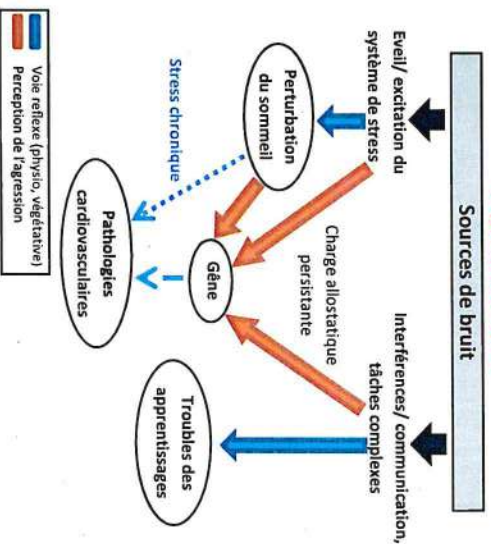 Sources de bruit
Eveil/ excitation du
système de stress
Interférences/ communication,
tâches complexes
Charge allostatique
persistante
Perturbation
du sommeil
Gêne
Stress chronique
Troubles des
apprentissages
Pathologies
cardiovasculaires
Voie reflexe (physio, végétative)
Perception de l'agression